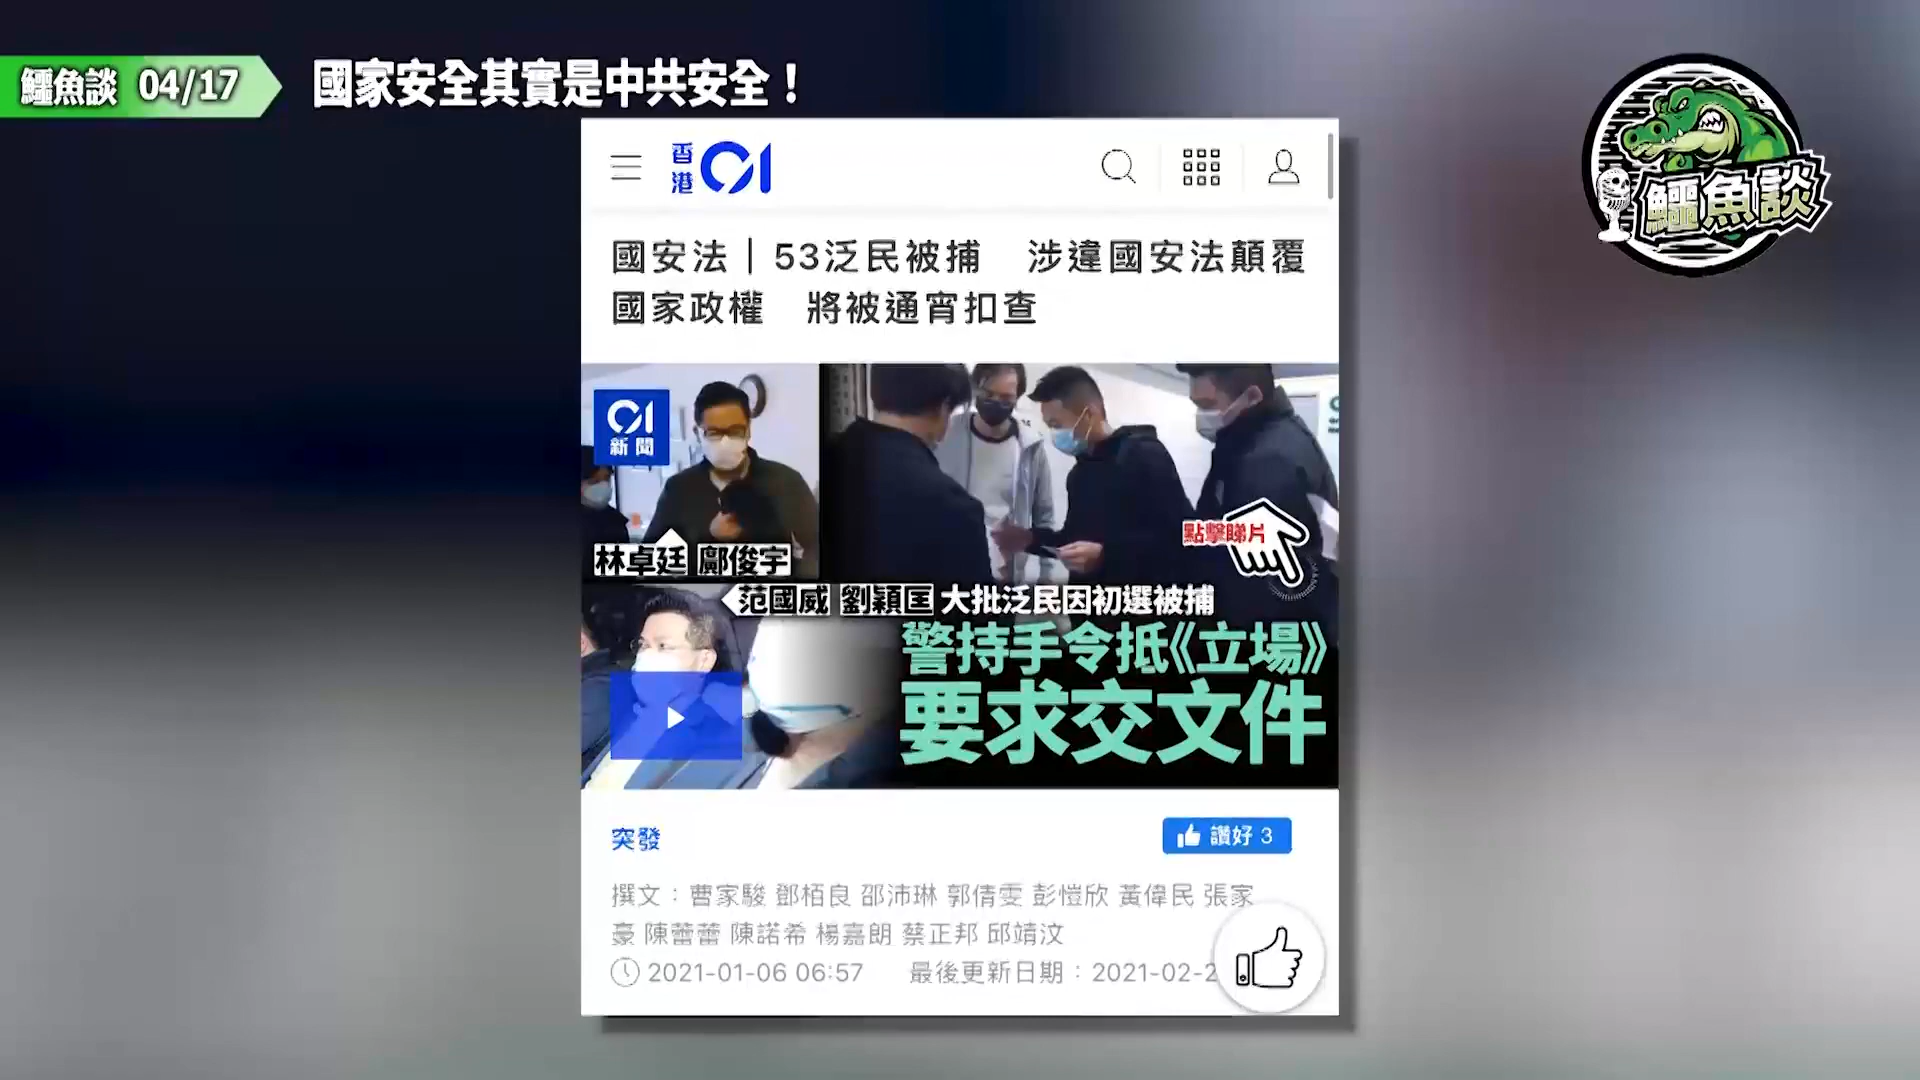 鱷魚談 04/17
國家安全其實是中共安全！
鱷魚談
香港01
國安法｜53泛民被捕　涉違國安法顛覆
國家政權　將被通宵扣查
01
新聞
點擊睇片
林卓廷 鄺俊宇
范國威 劉穎匡 大批泛民因初選被捕
警持手令抵《立場》
要求交文件
突發
讚好 3
撰文：曹家駿 鄧栢良 邵沛琳 郭倩雯 彭愷欣 黃偉民 張家
豪 陳蕾蕾 陳諾希 楊嘉朗 蔡正邦 邱靖汶
2021-01-06 06:57 最後更新日期：2021-02-2